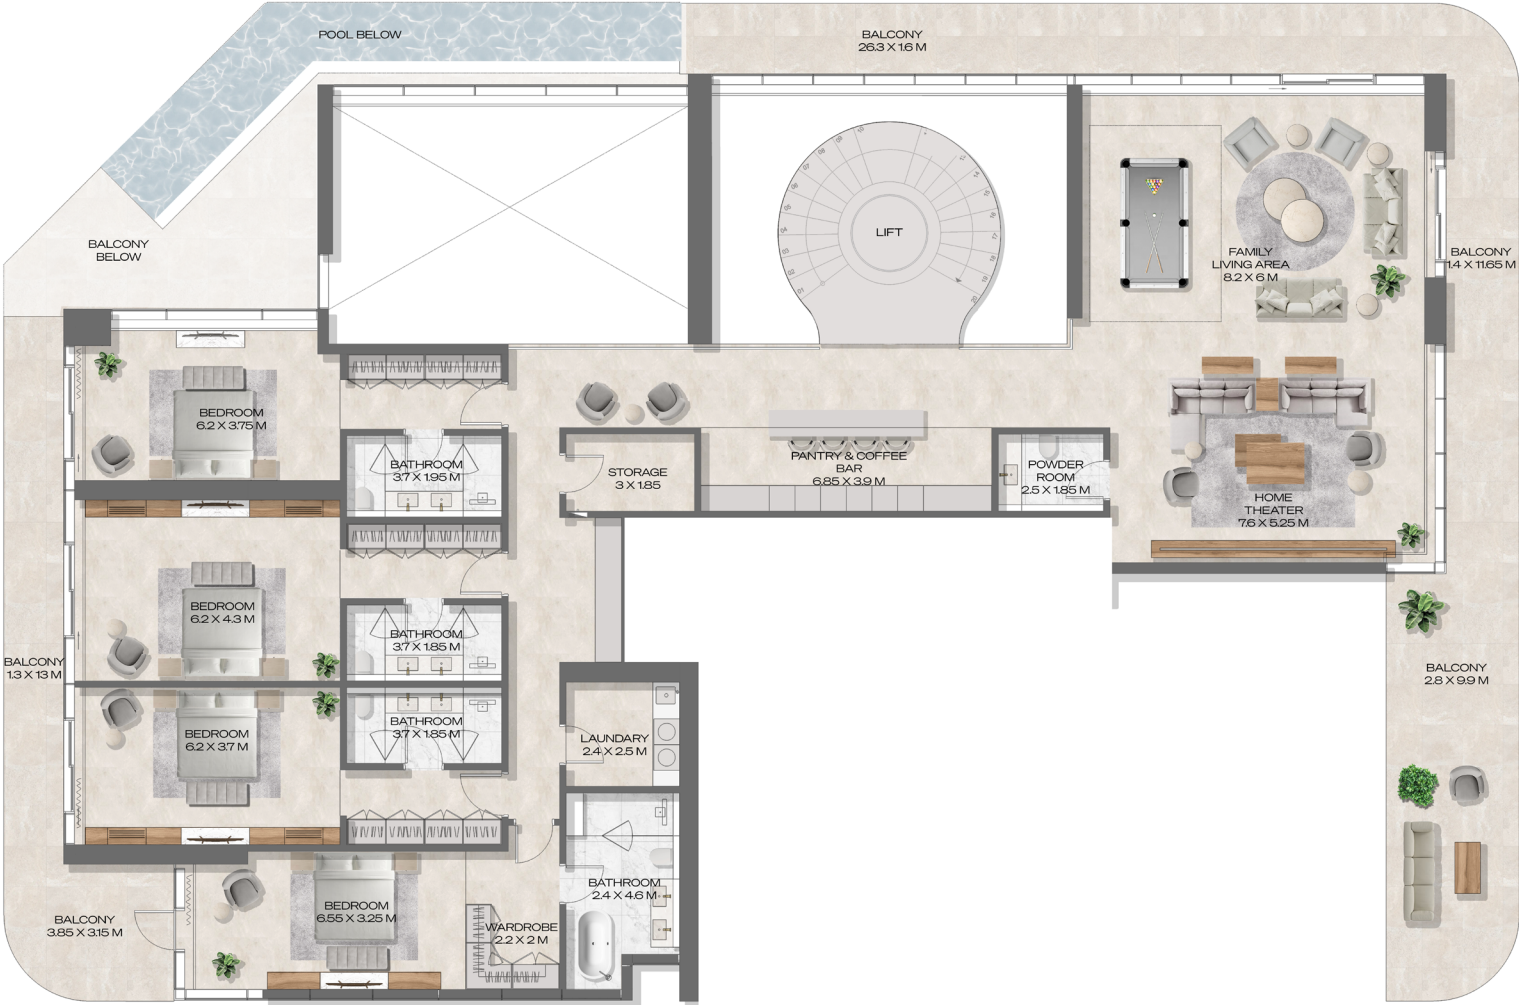 POOL BELOW
BALCONY
26.3 X 1.6 M
LIFT
BALCONY
BELOW
FAMILY
LIVING AREA
8.2 X 6 M
BALCONY
1.4 X 11.65 M
BEDROOM
6.2 X 3.75 M
BATHROOM
3.7 X 1.95 M
STORAGE
3 X 1.85
PANTRY & COFFEE
BAR
6.85 X 3.9 M
POWDER
ROOM
2.5 X 1.85 M
HOME
THEATER
7.6 X 5.25 M
BEDROOM
6.2 X 4.3 M
BATHROOM
3.7 X 1.85 M
BALCONY
1.3 X 13 M
BALCONY
2.8 X 9.9 M
BEDROOM
6.2 X 3.7 M
BATHROOM
3.7 X 1.85 M
LAUNDARY
2.4 X 2.5 M
BATHROOM
2.4 X 4.6 M
BEDROOM
6.55 X 3.25 M
WARDROBE
2.2 X 2 M
BALCONY
3.85 X 3.15 M